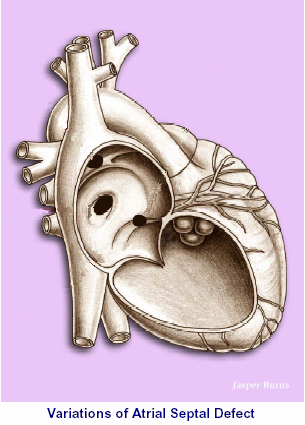 Jasper Burns
Variations of Atrial Septal Defect